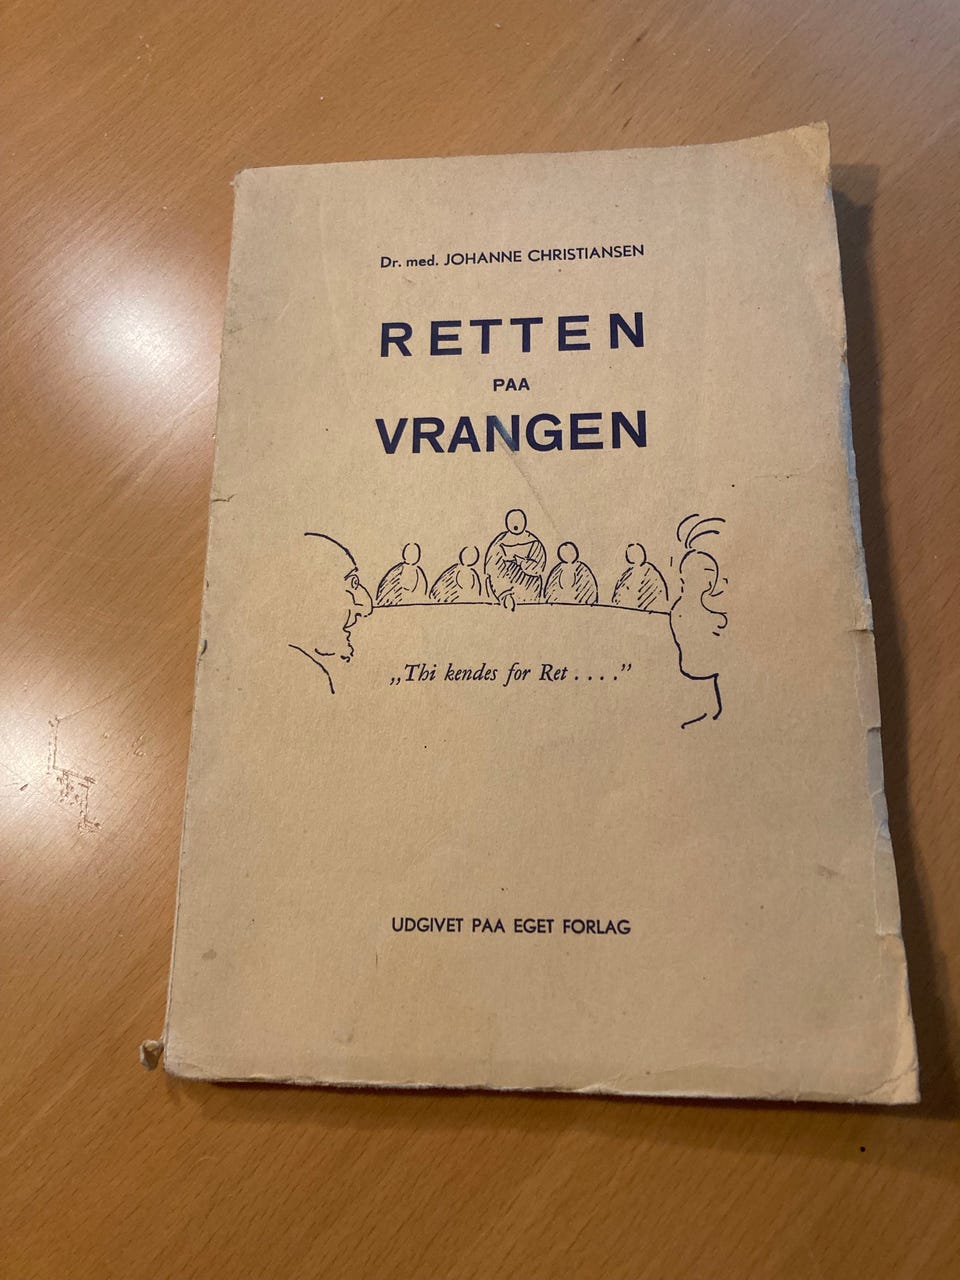 Dr. med. JOHANNE CHRISTIANSEN
RETTEN
PAA
VRANGEN
„Thi kendes for Ret . . . .”
UDGIVET PAA EGET FORLAG